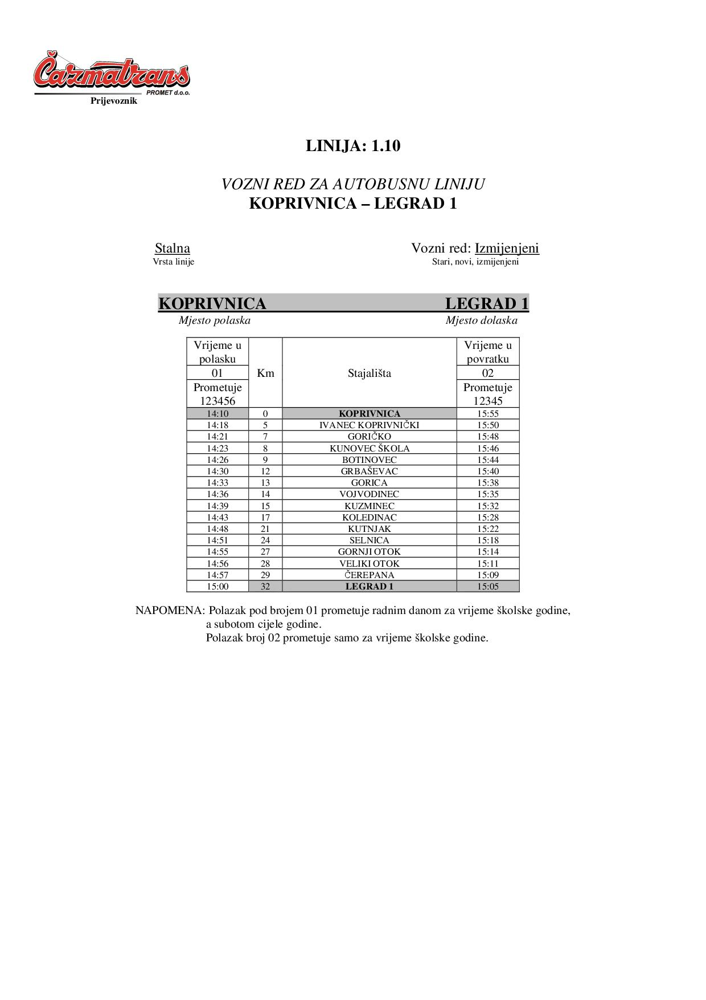 Čazmatrans
PROMET d.o.o.
Prijevoznik
LINIJA: 1.10
VOZNI RED ZA AUTOBUSNU LINIJU
KOPRIVNICA – LEGRAD 1
Stalna Vozni red: Izmijenjeni
Vrsta linije Stari, novi, izmijenjeni
KOPRIVNICA LEGRAD 1
Mjesto polaska Mjesto dolaska
Vrijeme u Vrijeme u
polasku povratku
01 Km Stajališta 02
Prometuje Prometuje
123456 12345
14:10 0 KOPRIVNICA 15:55
14:18 5 IVANEC KOPRIVNIČKI 15:50
14:21 7 GORIČKO 15:48
14:23 8 KUNOVEC ŠKOLA 15:46
14:26 9 BOTINOVEC 15:44
14:30 12 GRBAŠEVAC 15:40
14:33 13 GORICA 15:38
14:36 14 VOJVODINEC 15:35
14:39 15 KUZMINEC 15:32
14:43 17 KOLEDINAC 15:28
14:48 21 KUTNJAK 15:22
14:51 24 SELNICA 15:18
14:55 27 GORNJI OTOK 15:14
14:56 28 VELIKI OTOK 15:11
14:57 29 ČEREPANA 15:09
15:00 32 LEGRAD 1 15:05
NAPOMENA: Polazak pod brojem 01 prometuje radnim danom za vrijeme školske godine,
a subotom cijele godine.
Polazak broj 02 prometuje samo za vrijeme školske godine.